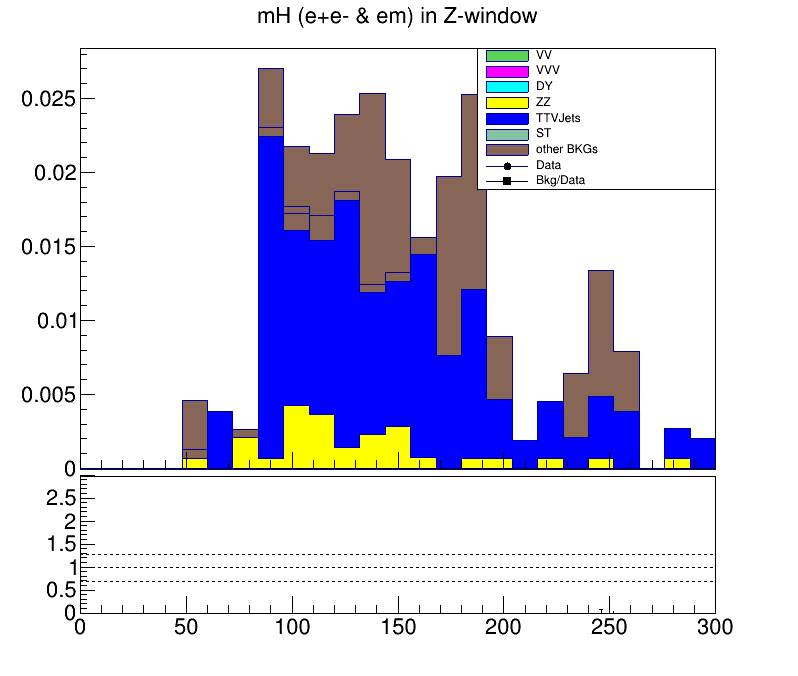 mH (e+e- & em) in Z-window
0.025
0.02
0.015
0.01
0.005
0
VV
VVV
DY
ZZ
TTVJets
ST
other BKGs
Data
Bkg/Data
2.5
2
1.5
1
0.5
0
0 50 100 150 200 250 300